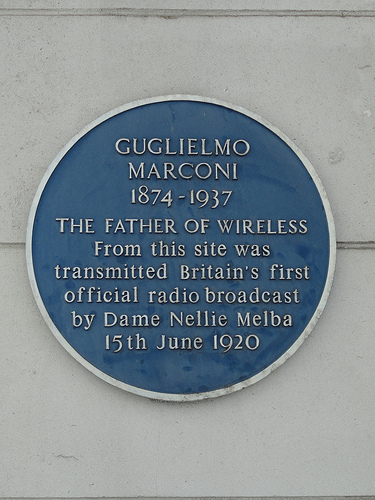 GUGLIELMO
MARCONI
1874-1937
THE FATHER OF WIRELESS
From this site was
transmitted Britain's first
official radio broadcast
by Dame Nellie Melba
15th June 1920